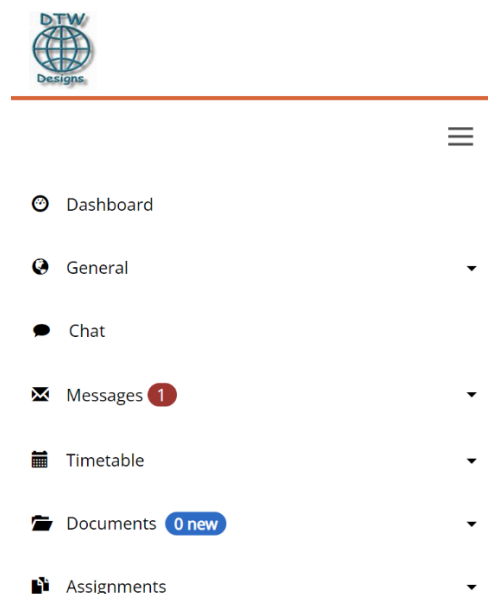 DTW
Designs
Dashboard
General
Chat
Messages 1
Timetable
Documents 0 new
Assignments